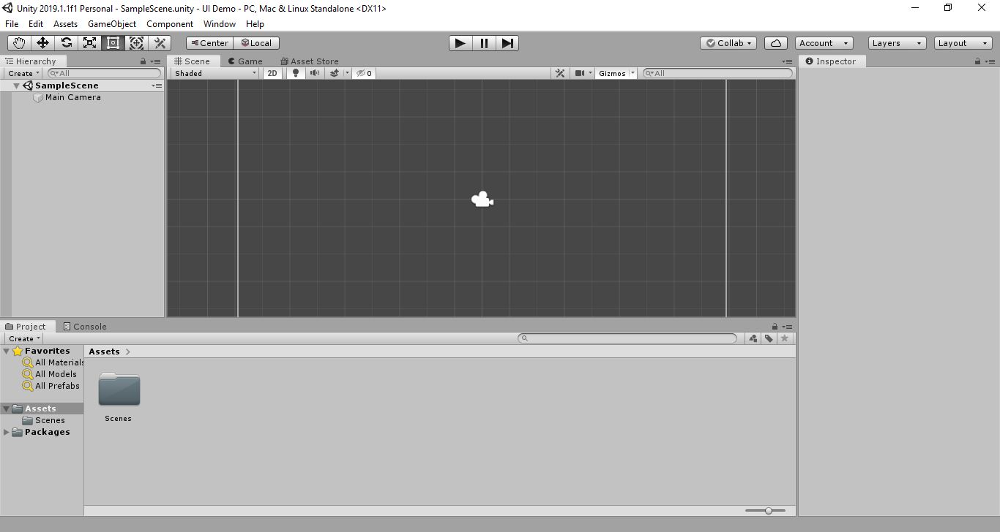 Unity 2019.1.1f1 Personal - SampleScene.unity - UI Demo - PC, Mac & Linux Standalone <DX11>
File Edit Assets GameObject Component Window Help
Center Local Collab Account Layers Layout
Hierarchy Scene Game Asset Store Inspector
Create All Shaded 2D 0 Gizmos All
SampleScene
Main Camera
Project Console
Create
Favorites Assets
All Materials
All Models
All Prefabs
Assets
Scenes Scenes
Packages